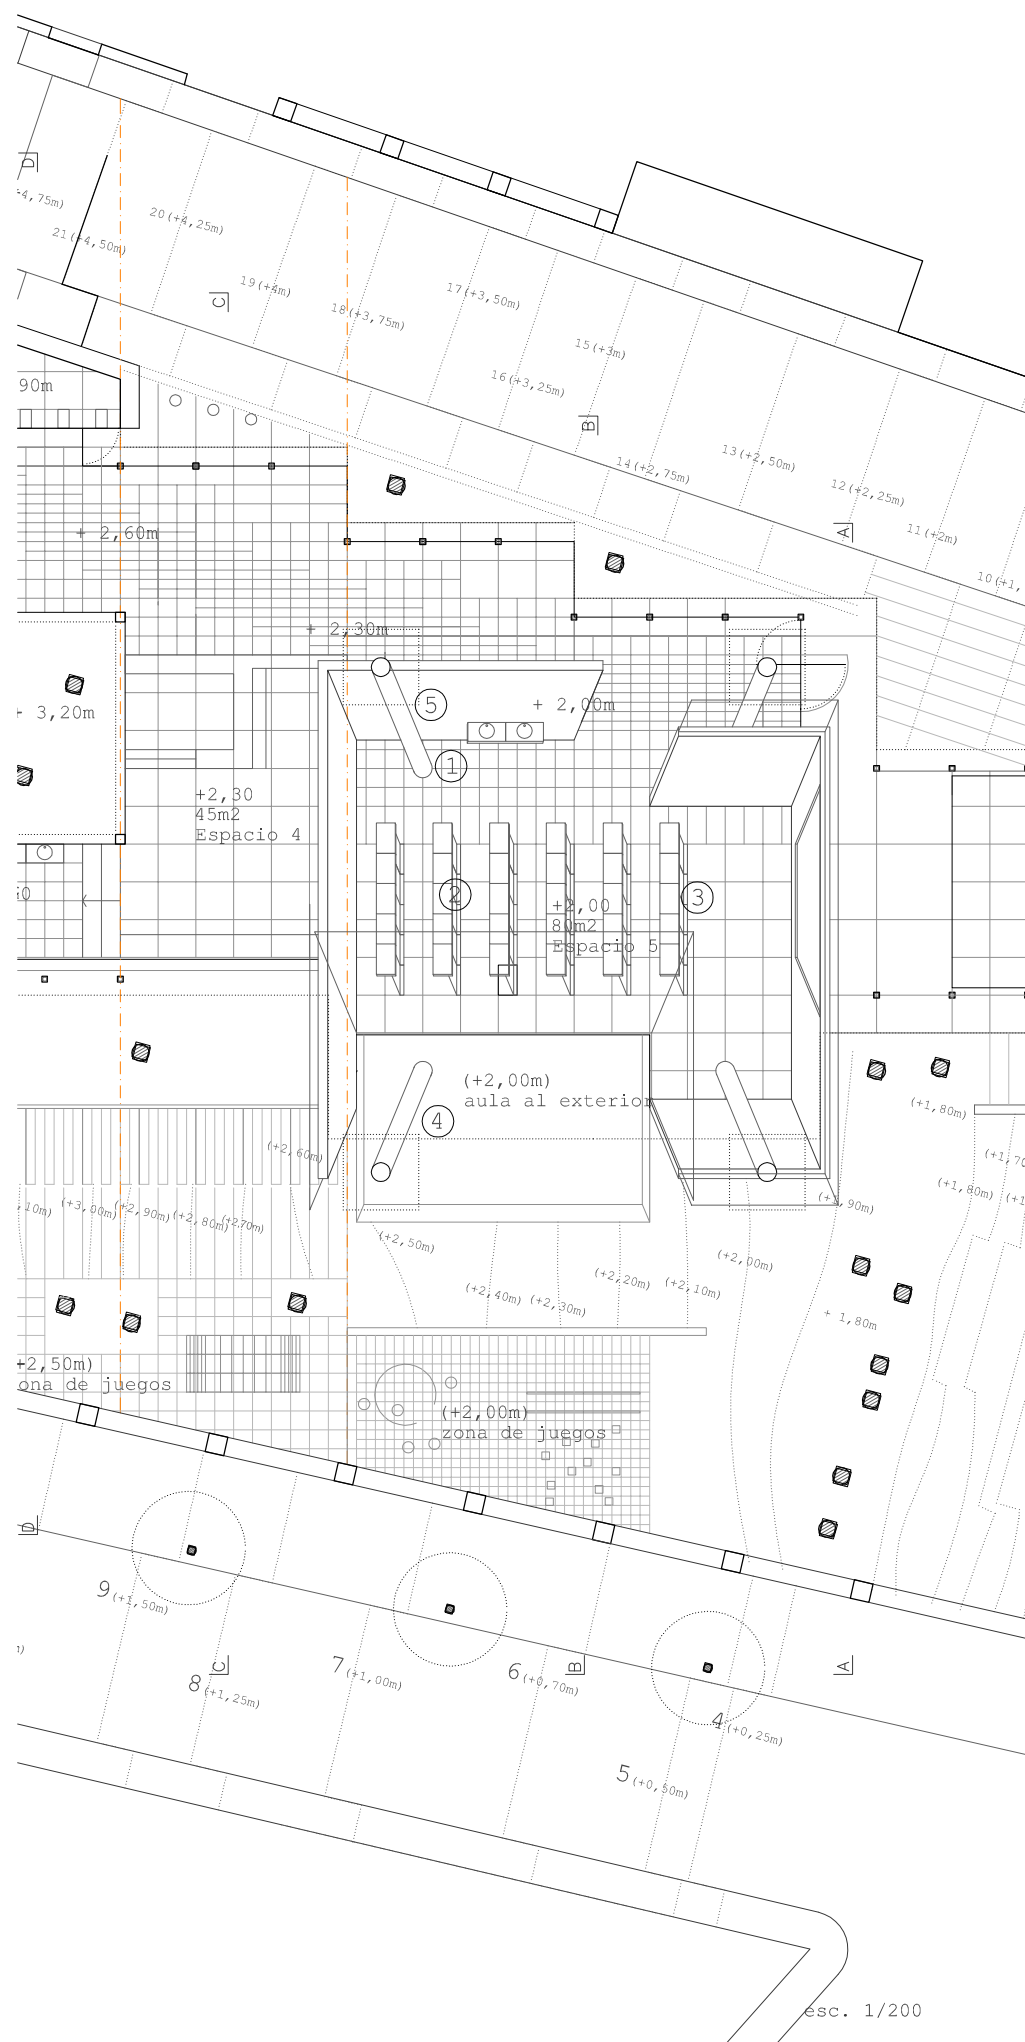 D
+4,75m)
20(+4,25m)
21(+4,50m)
C
19(+4m)
18(+3,75m)
17(+3,50m)
15(+3m)
16(+3,25m)
B
14(+2,75m)
13(+2,50m)
12(+2,25m)
A
11(+2m)
10(+1,
90m
+ 2,60m
+ 2,30m
+ 3,20m
+ 2,00m
5
1
+2,30
45m2
Espacio 4
2
3
+2,00
80m2
Espacio 5
(+2,00m)
aula al exterior
4
(+1,80m)
(+2,60m)
(+1,70
(+1,80m)
(+1
,10m)
(+3,00m)
(+2,90m)
(+2,80m)
(+2,70m)
(+1,90m)
(+2,50m)
(+2,00m)
(+2,20m)
(+2,10m)
(+2,40m)
(+2,30m)
+ 1,80m
+2,50m)
ona de juegos
(+2,00m)
zona de juegos
D
9(+1,50m)
m)
C
8(+1,25m)
7(+1,00m)
B
6(+0,70m)
A
4(+0,25m)
5(+0,50m)
esc. 1/200